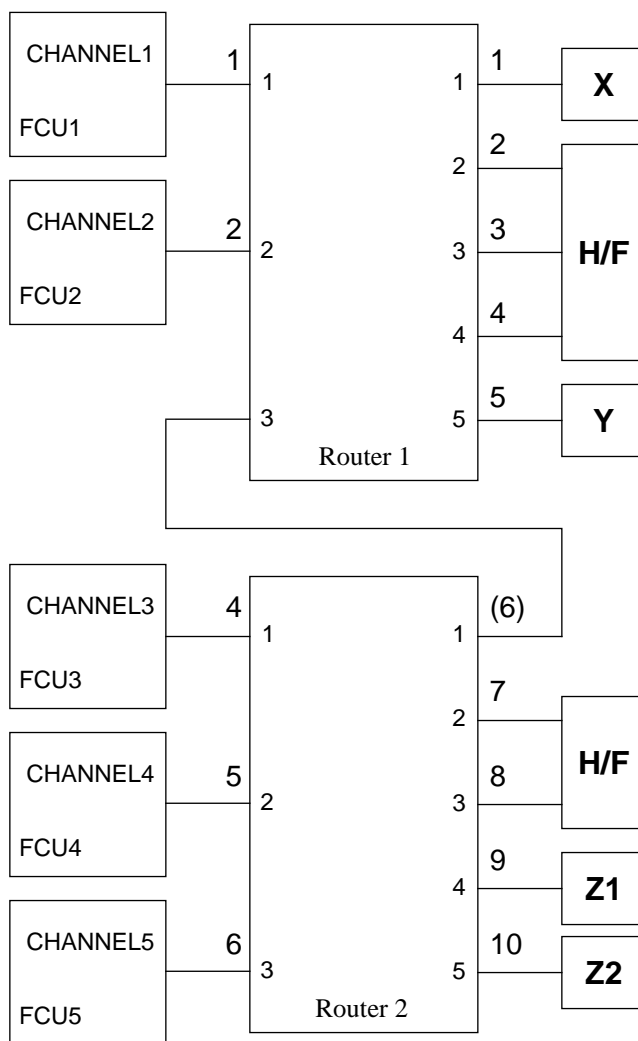 CHANNEL1
FCU1
1
1
1
1
X
CHANNEL2
FCU2
2
2
2
2
3
3
4
4
H/F
3
5
5
Y
Router 1
CHANNEL3
FCU3
4
1
1
(6)
CHANNEL4
FCU4
5
2
2
7
3
8
H/F
4
9
Z1
CHANNEL5
FCU5
6
3
5
10
Z2
Router 2